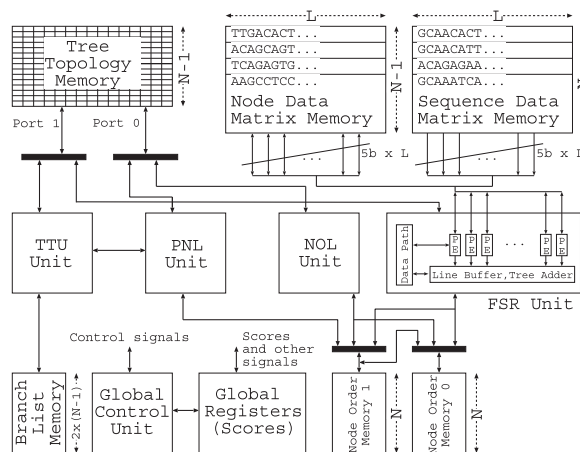 L
L
Tree
Topology
Memory
N-1
TTGACACT...
ACAGCAGT...
TCAGAGTG...
AAGCCTCC...
Node Data
Matrix Memory
N-1
GCAACACT...
GCAACATT...
ACAGAGAA...
GCAAATCA...
Sequence Data
Matrix Memory
Port 1
Port 0
...
5b x L
...
5b x L
TTU
Unit
PNL
Unit
NOL
Unit
Data Path
PE
PE
PE
PE
...
PE
PE
Line Buffer,Tree Adder
FSR Unit
Control signals
Scores
and other
signals
Branch
List
Memory
2x(N-1)
Global
Control
Unit
Global
Registers
(Scores)
Node Order
Memory 1
N
Node Order
Memory 0
N